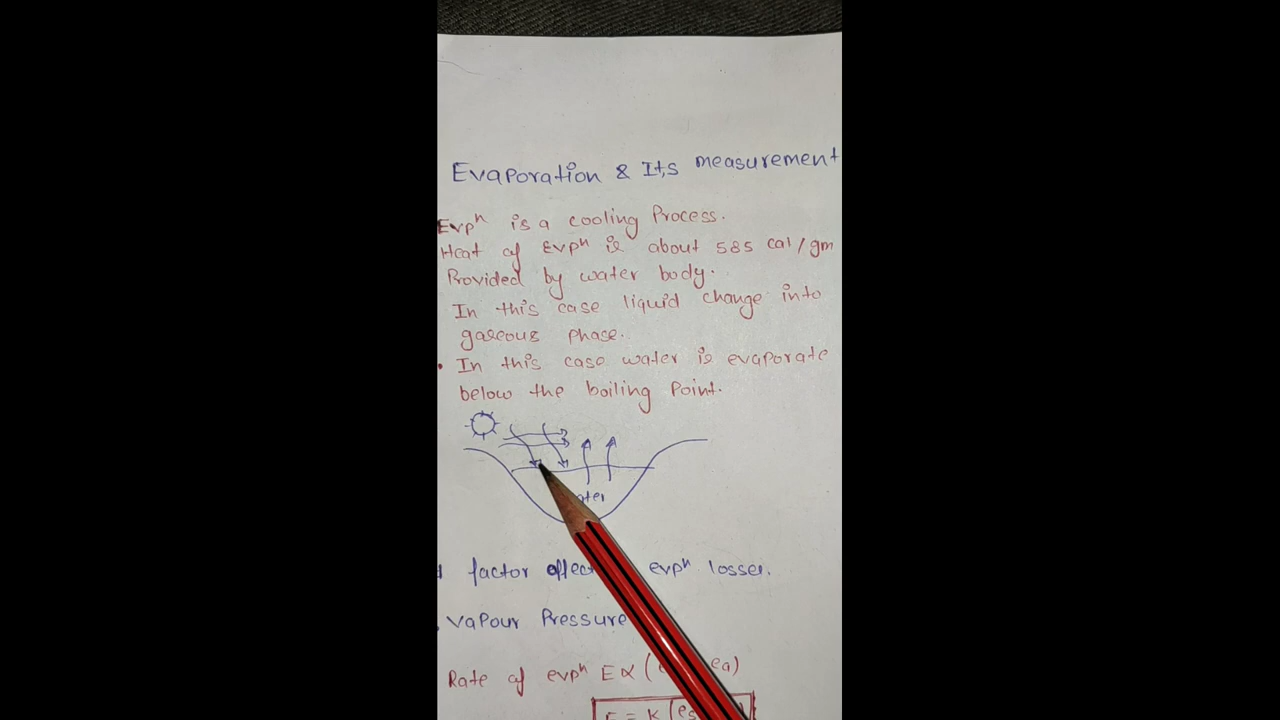 Evaporation & Its measurement
Evpⁿ is a cooling Process.
Heat of Evpⁿ is about 585 cal/gm
Provided by water body.
In this case liquid change into
gaseous phase.
• In this case water is evaporate
below the boiling Point.
factor effect evpⁿ losses.
Vapour Pressure
Rate of evpⁿ E ∝ ( ea)
E = K